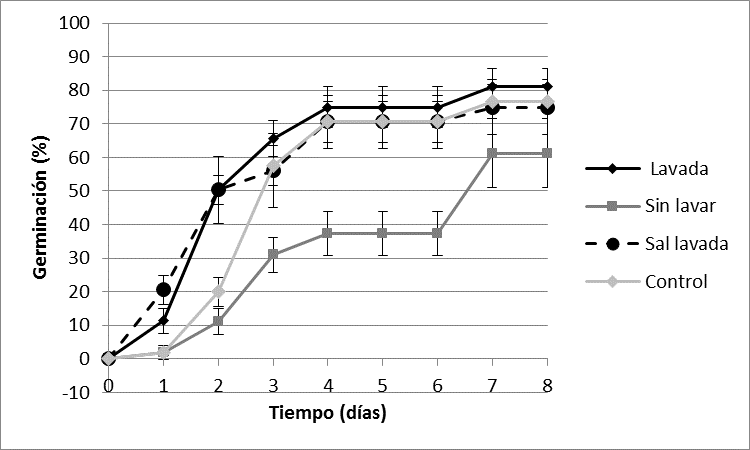 100
90
80
70
60
50
40
30
20
10
0
-10
Germinación (%)
0 1 2 3 4 5 6 7 8
Tiempo (días)
Lavada
Sin lavar
Sal lavada
Control